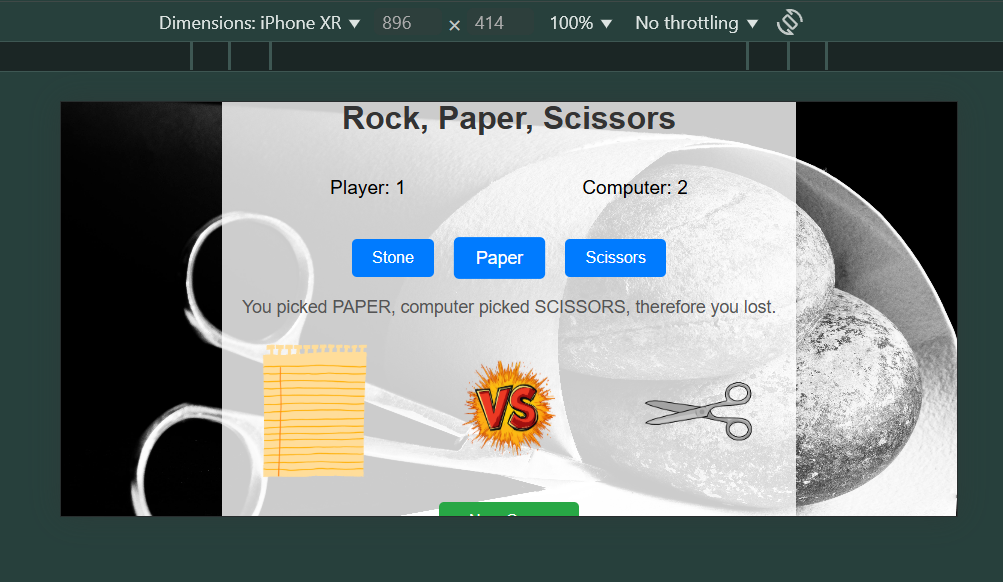 Dimensions: iPhone XR 896 × 414 100% No throttling
Rock, Paper, Scissors
Player: 1 Computer: 2
Stone Paper Scissors
You picked PAPER, computer picked SCISSORS, therefore you lost.
VS